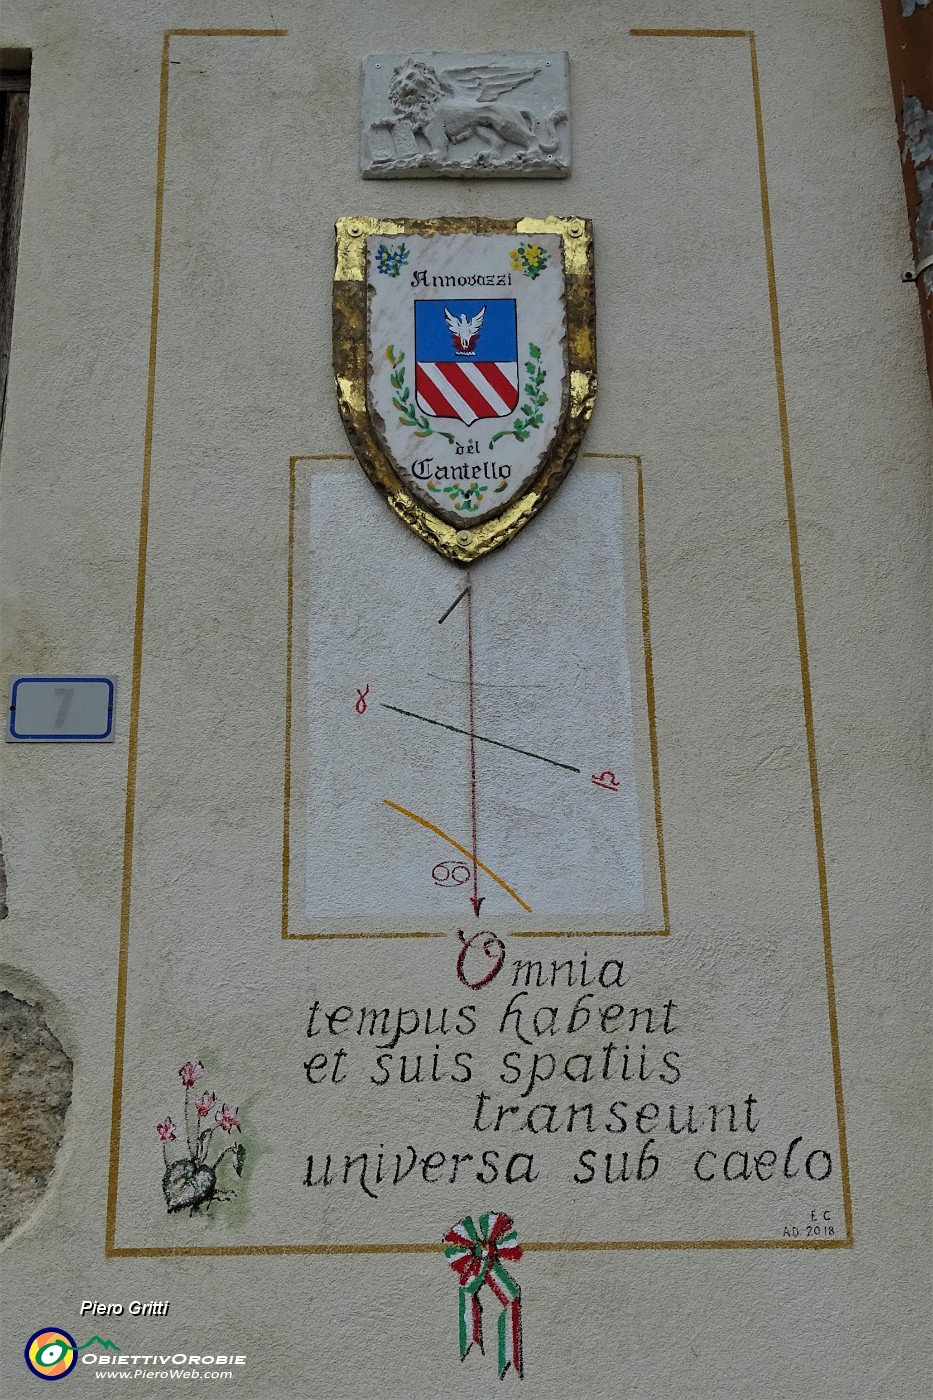 Annovazzi
del
Cantello
7
Omnia
tempus habent
et suis spatiis
transeunt
universa sub caelo
E C
A.D. 2018
Piero Gritti
OBIETTIVOROBIE
www.PieroWeb.com